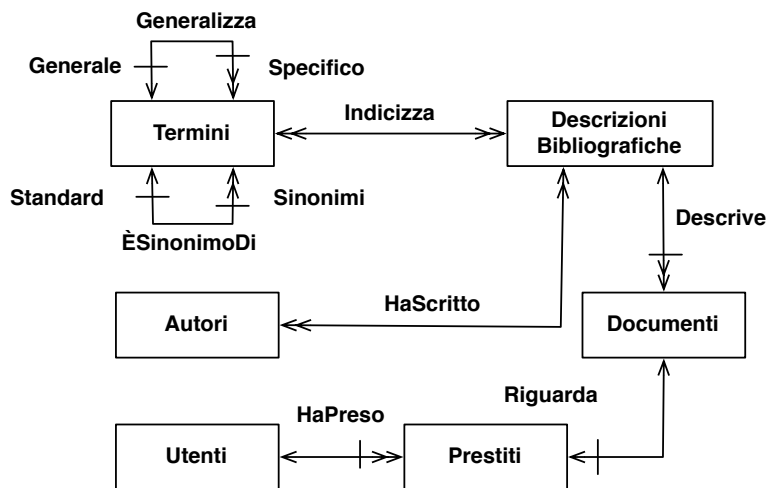 Generalizza
Generale
Specifico
Termini
Indicizza
Descrizioni
Bibliografiche
Standard
Sinonimi
ÈSinonimoDi
Descrive
Autori
HaScritto
Documenti
Riguarda
HaPreso
Utenti
Prestiti